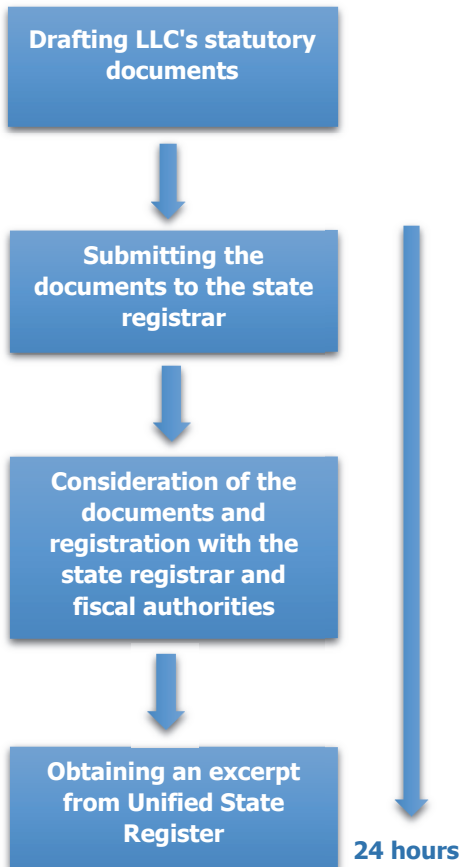 Drafting LLC's statutory
documents
Submitting the
documents to the state
registrar
Consideration of the
documents and
registration with the
state registrar and
fiscal authorities
Obtaining an excerpt
from Unified State
Register
24 hours